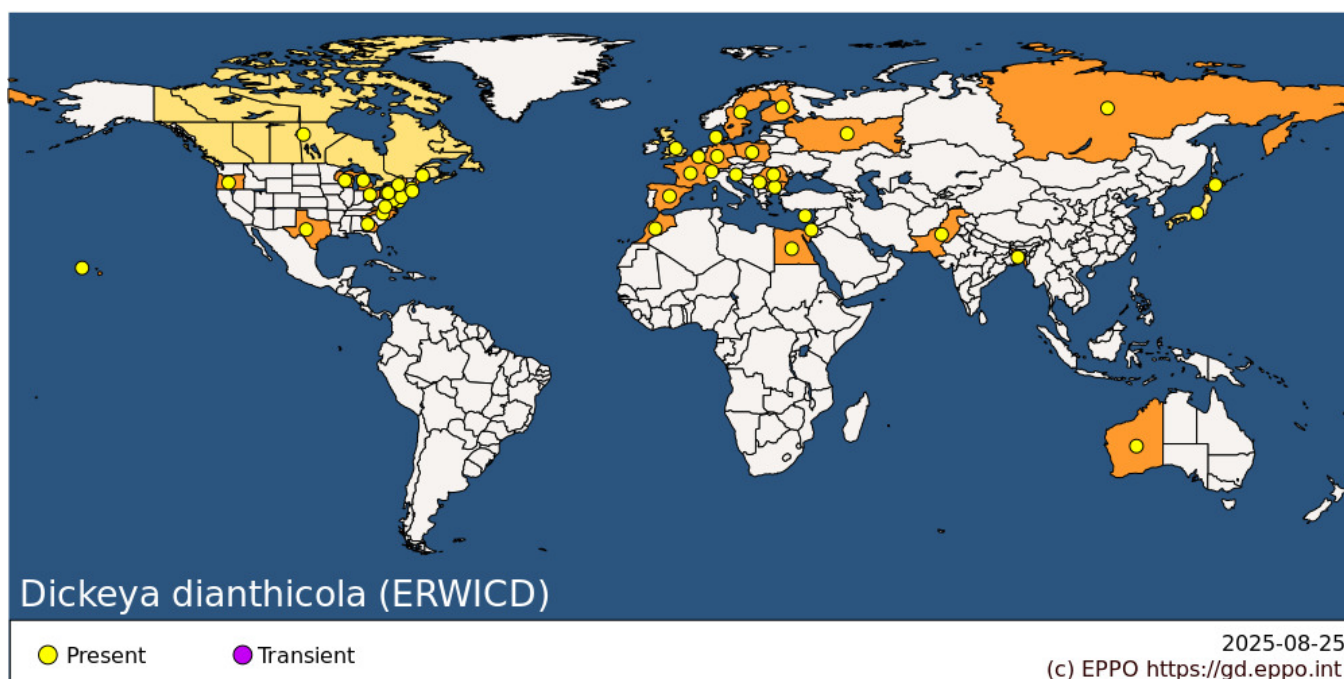 Dickeya dianthicola (ERWICD)
Present
Transient
2025-08-25
(c) EPPO https://gd.eppo.int